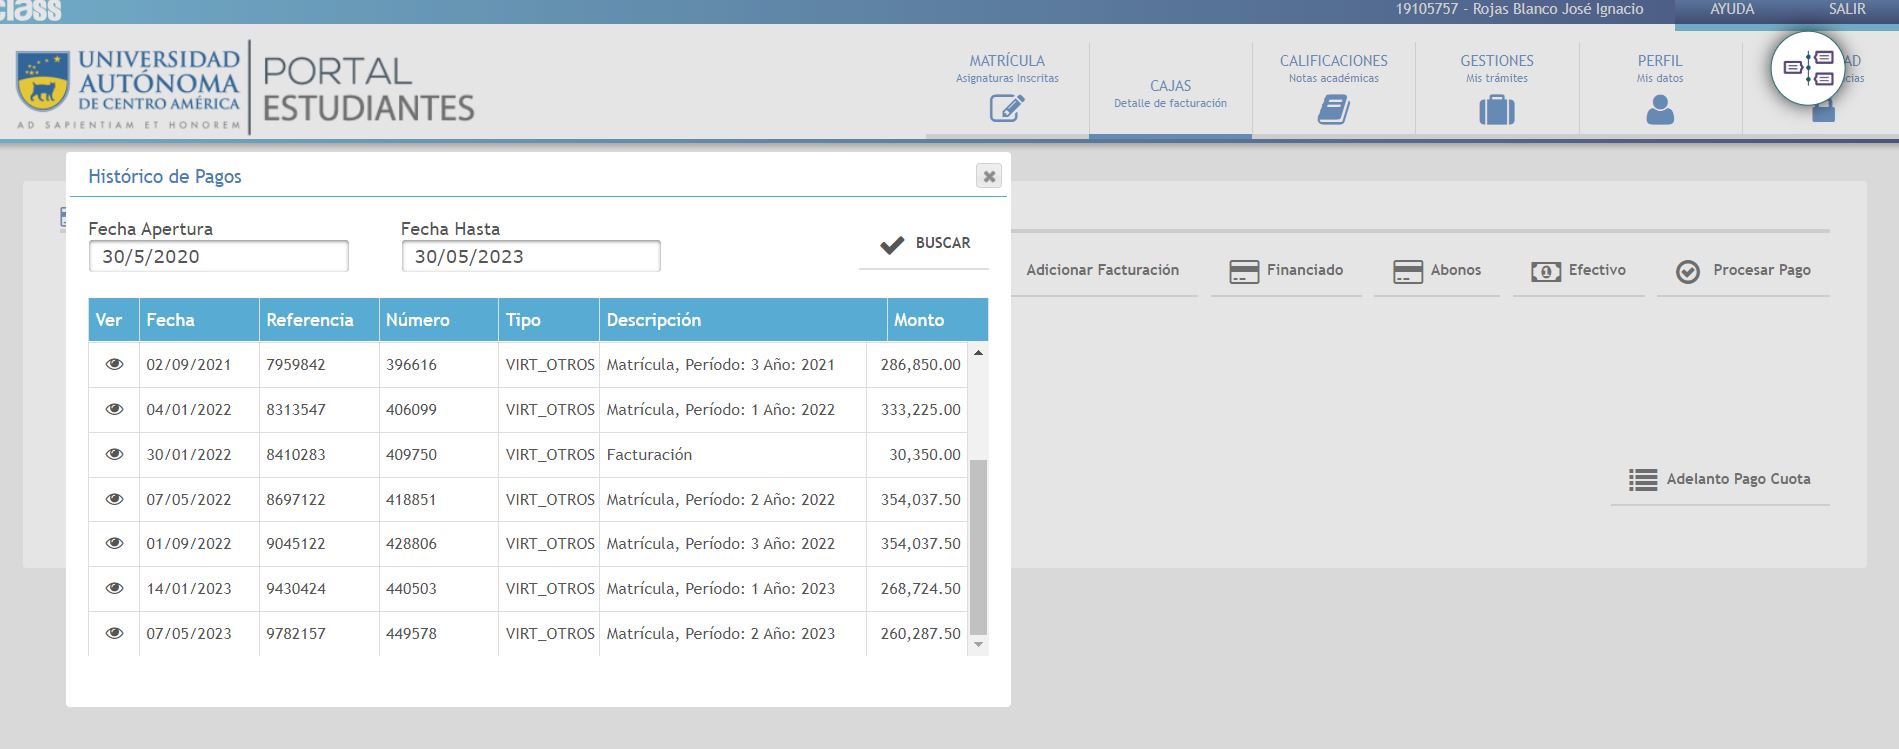 class
19105757 - Rojas Blanco José Ignacio
AYUDA
SALIR
UNIVERSIDAD
AUTÓNOMA
DE CENTRO AMÉRICA
AD SAPIENTIAM ET HONOREM
PORTAL
ESTUDIANTES
MATRÍCULA
Asignaturas Inscritas
CAJAS
Detalle de facturación
CALIFICACIONES
Notas académicas
GESTIONES
Mis trámites
PERFIL
Mis datos
Histórico de Pagos
Fecha Apertura
30/5/2020
Fecha Hasta
30/05/2023
BUSCAR
Ver Fecha Referencia Número Tipo Descripción Monto
02/09/2021 7959842 396616 VIRT_OTROS Matrícula, Período: 3 Año: 2021 286,850.00
04/01/2022 8313547 406099 VIRT_OTROS Matrícula, Período: 1 Año: 2022 333,225.00
30/01/2022 8410283 409750 VIRT_OTROS Facturación 30,350.00
07/05/2022 8697122 418851 VIRT_OTROS Matrícula, Período: 2 Año: 2022 354,037.50
01/09/2022 9045122 428806 VIRT_OTROS Matrícula, Período: 3 Año: 2022 354,037.50
14/01/2023 9430424 440503 VIRT_OTROS Matrícula, Período: 1 Año: 2023 268,724.50
07/05/2023 9782157 449578 VIRT_OTROS Matrícula, Período: 2 Año: 2023 260,287.50
Adicionar Facturación
Financiado
Abonos
Efectivo
Procesar Pago
Adelanto Pago Cuota